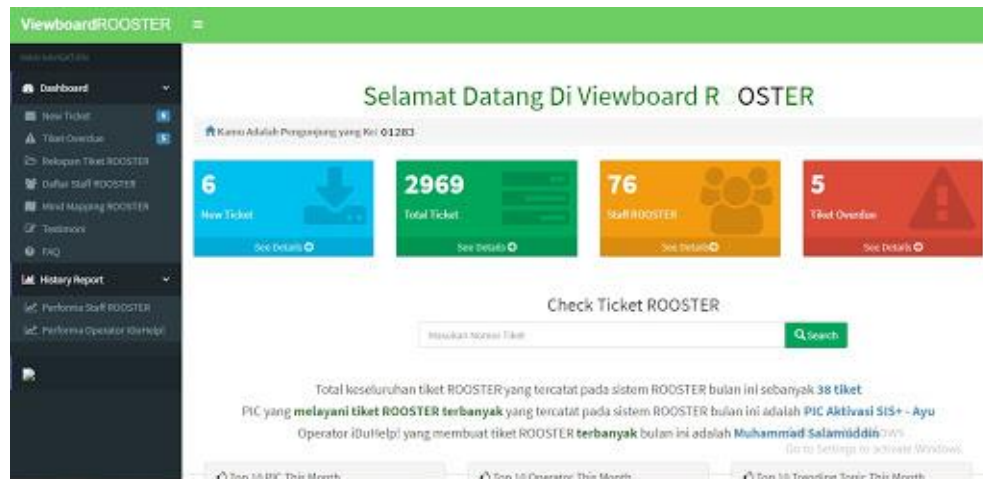 ViewboardROOSTER
MAIN NAVIGATION
Dashboard
New Ticket 6
Tiket Overdue 5
Rekapan Tiket ROOSTER
Daftar Staff ROOSTER
Mind Mapping ROOSTER
Testimoni
FAQ
History Report
Performa Staff ROOSTER
Performa Operator iDuHelp!
Selamat Datang Di Viewboard R OSTER
Kamu Adalah Pengunjung yang Ke: 01283
6
New Ticket
See Details
2969
Total Ticket
See Details
76
Staff ROOSTER
See Details
5
Tiket Overdue
See Details
Check Ticket ROOSTER
Masukan Nomor Tiket
Search
Total keseluruhan tiket ROOSTER yang tercatat pada sistem ROOSTER bulan ini sebanyak 38 tiket
PIC yang melayani tiket ROOSTER terbanyak yang tercatat pada sistem ROOSTER bulan ini adalah PIC Aktivasi SIS+ - Ayu
Operator iDuHelp! yang membuat tiket ROOSTER terbanyak bulan ini adalah Muhammad Salamuddin
Go to Settings to activate Windows.
Top 10 PIC This Month
Top 10 Operator This Month
Top 10 Trending Topic This Month